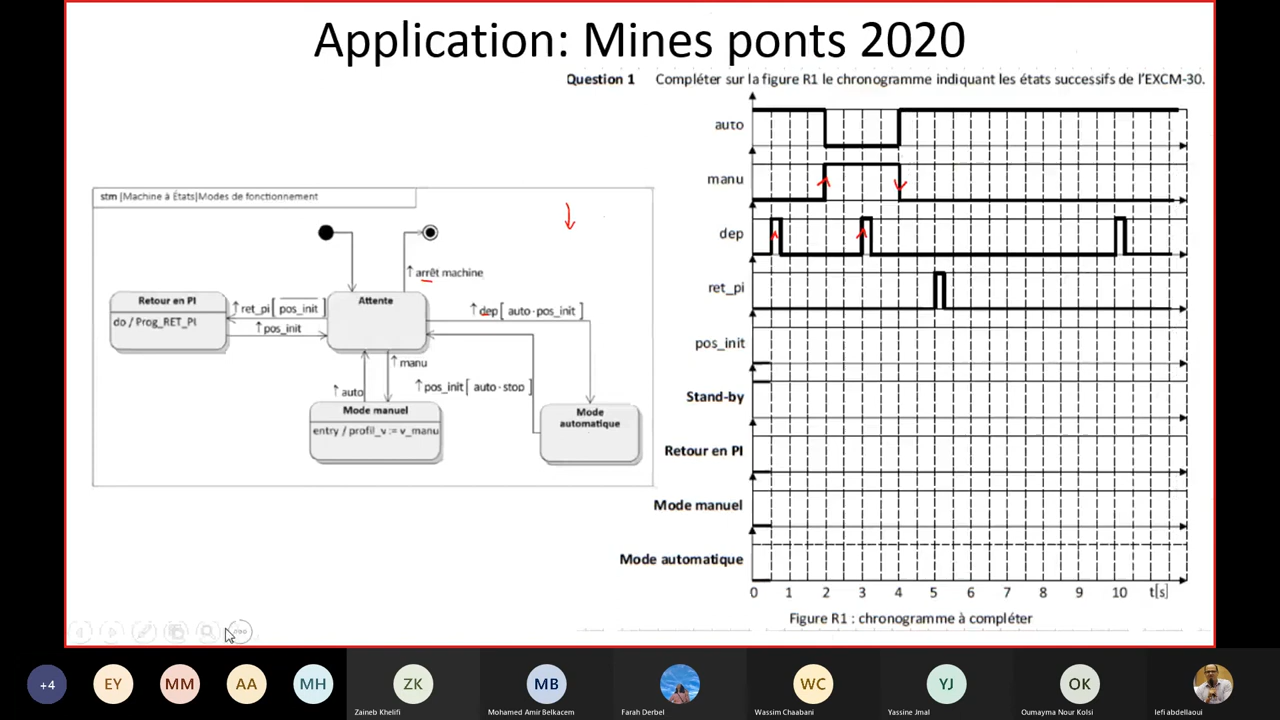 Application: Mines ponts 2020
Question 1 Compléter sur la figure R1 le chronogramme indiquant les états successifs de l'EXCM-30.
stm |Machine à États|Modes de fonctionnement
↑ arrêt machine
Retour en PI
do / Prog_RET_PI
↑ ret_pi[ pos_init ]
↑ pos_init
Attente
↑ dep[ auto·pos_init ]
↑ manu
↑ auto
↑ pos_init[ auto·stop ]
Mode manuel
entry / profil_v := v_manu
Mode
automatique
auto
manu
dep
ret_pi
pos_init
Stand-by
Retour en PI
Mode manuel
Mode automatique
0 1 2 3 4 5 6 7 8 9 10 t[s]
Figure R1 : chronogramme à compléter
+4 EY MM AA MH ZK MB WC YJ OK
Zaineb Khelifi Mohamed Amir Belkacem Farah Derbel Wassim Chaabani Yassine Jmal Oumayma Nour Kolsi lefi abdellaoui